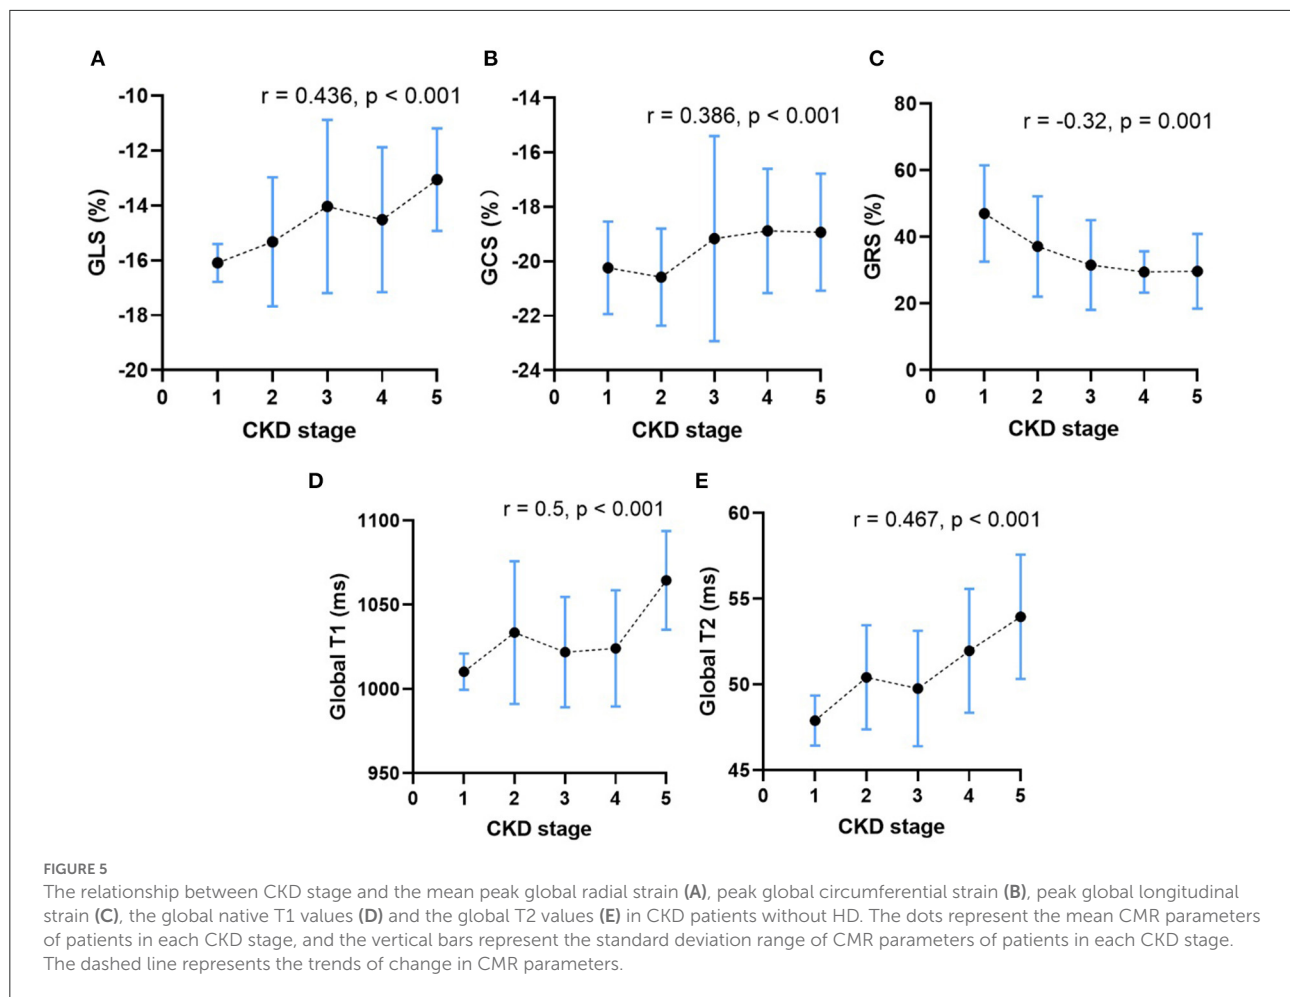 A
r = 0.436, p < 0.001
-10
-12
-14
-16
-18
-20
GLS (%)
0 1 2 3 4 5
CKD stage
B
r = 0.386, p < 0.001
-14
-16
-18
-20
-22
-24
GCS (%)
0 1 2 3 4 5
CKD stage
C
r = -0.32, p = 0.001
80
60
40
20
0
GRS (%)
0 1 2 3 4 5
CKD stage
D
r = 0.5, p < 0.001
1100
1050
1000
950
Global T1 (ms)
0 1 2 3 4 5
CKD stage
E
r = 0.467, p < 0.001
60
55
50
45
Global T2 (ms)
0 1 2 3 4 5
CKD stage
FIGURE 5
The relationship between CKD stage and the mean peak global radial strain (A), peak global circumferential strain (B), peak global longitudinal
strain (C), the global native T1 values (D) and the global T2 values (E) in CKD patients without HD. The dots represent the mean CMR parameters
of patients in each CKD stage, and the vertical bars represent the standard deviation range of CMR parameters of patients in each CKD stage.
The dashed line represents the trends of change in CMR parameters.